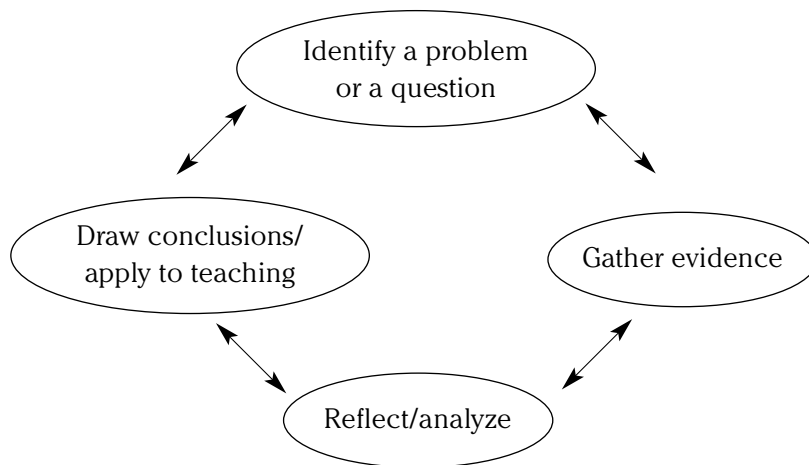 Identify a problem
or a question
Draw conclusions/
apply to teaching
Gather evidence
Reflect/analyze